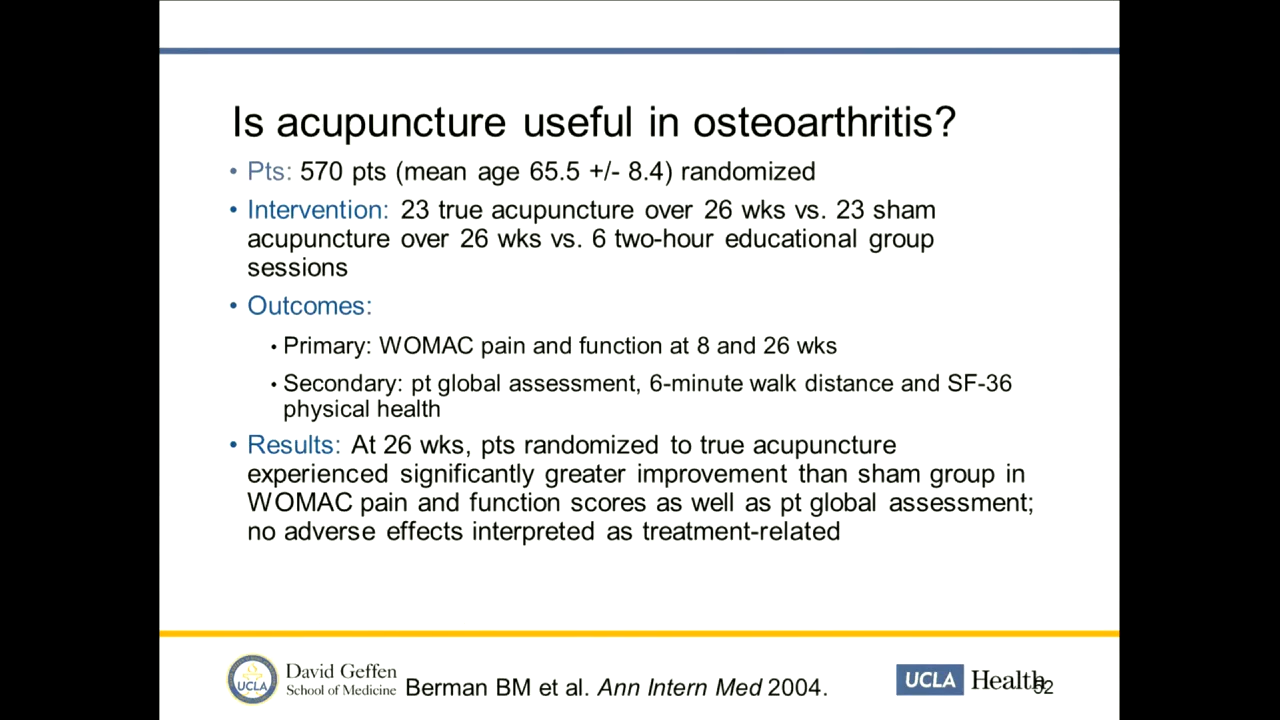 Is acupuncture useful in osteoarthritis?
• Pts: 570 pts (mean age 65.5 +/- 8.4) randomized
• Intervention: 23 true acupuncture over 26 wks vs. 23 sham
acupuncture over 26 wks vs. 6 two-hour educational group
sessions
• Outcomes:
• Primary: WOMAC pain and function at 8 and 26 wks
• Secondary: pt global assessment, 6-minute walk distance and SF-36
physical health
• Results: At 26 wks, pts randomized to true acupuncture
experienced significantly greater improvement than sham group in
WOMAC pain and function scores as well as pt global assessment;
no adverse effects interpreted as treatment-related
UCLA
David Geffen
School of Medicine
Berman BM et al. Ann Intern Med 2004.
UCLA Health
52